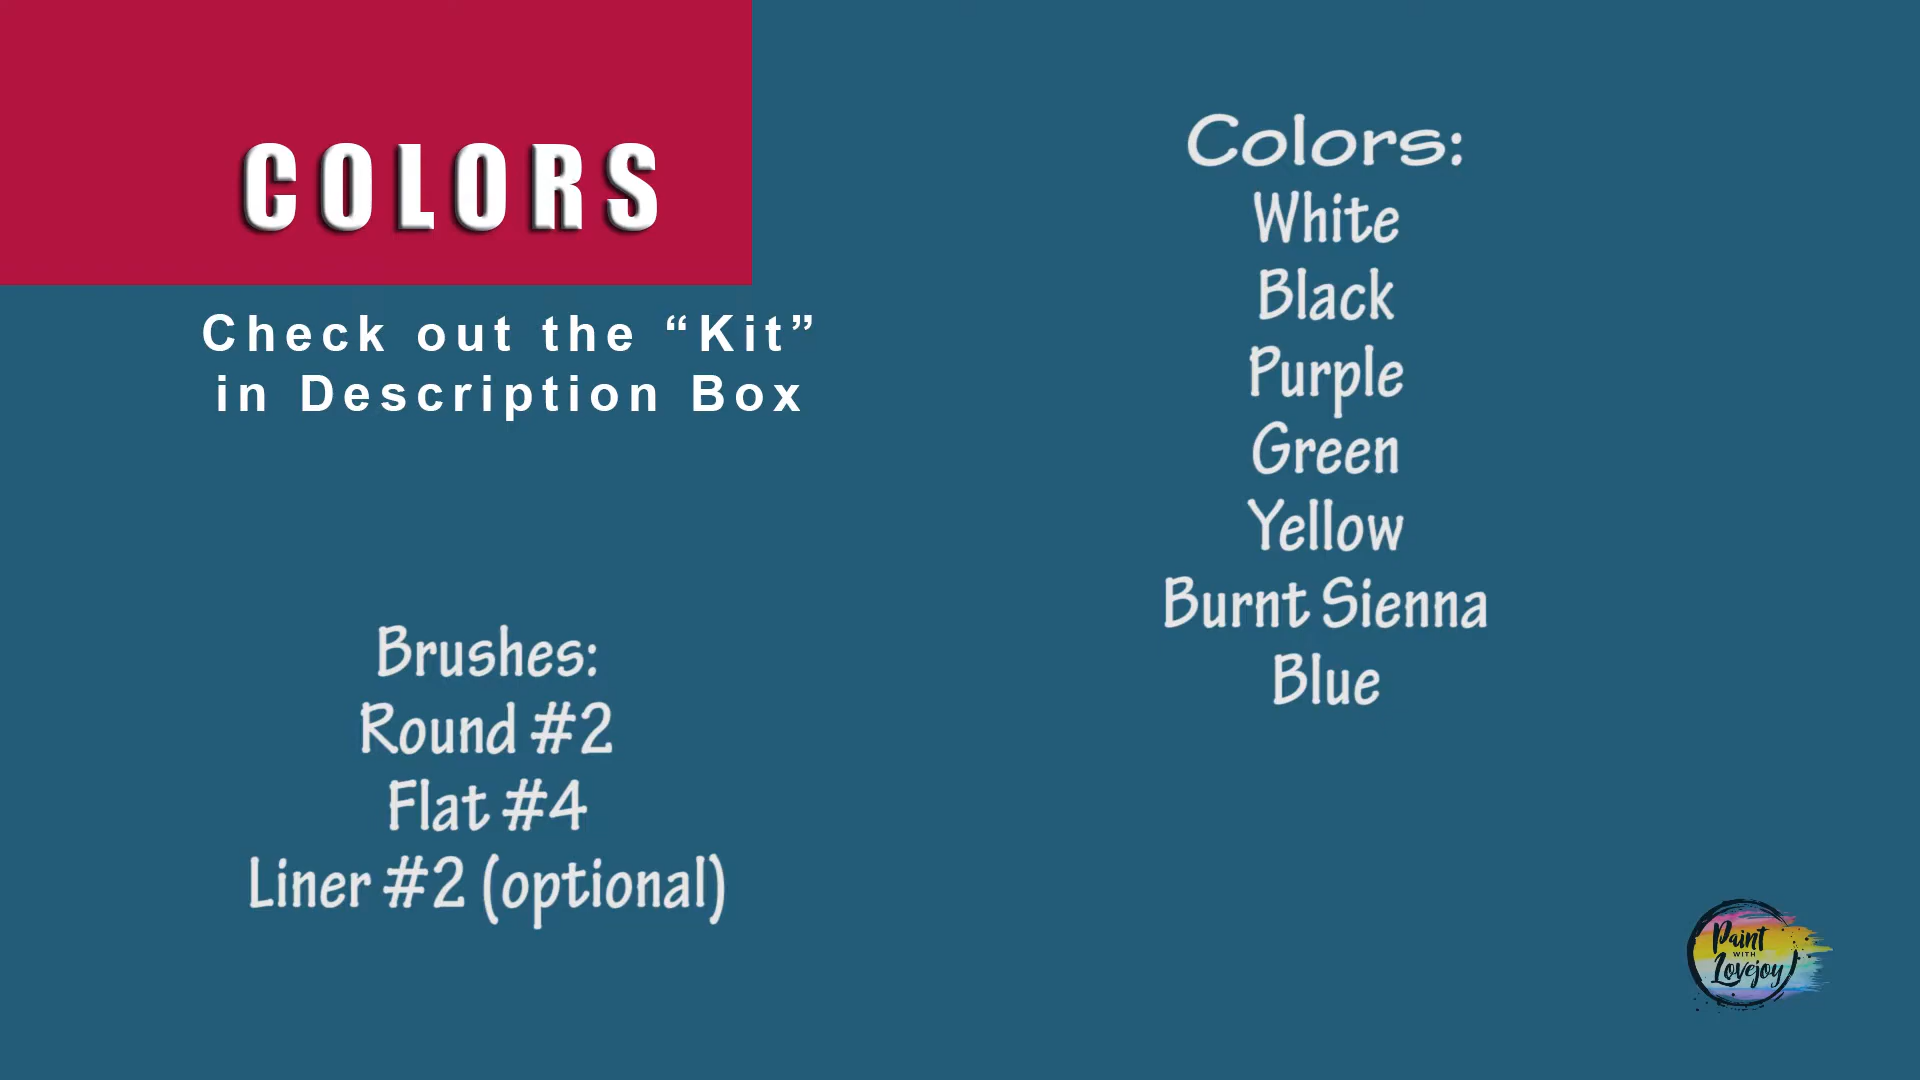 COLORS
Check out the “Kit”
in Description Box
Brushes:
Round #2
Flat #4
Liner #2 (optional)
Colors:
White
Black
Purple
Green
Yellow
Burnt Sienna
Blue
Paint
WITH
Lovejoy